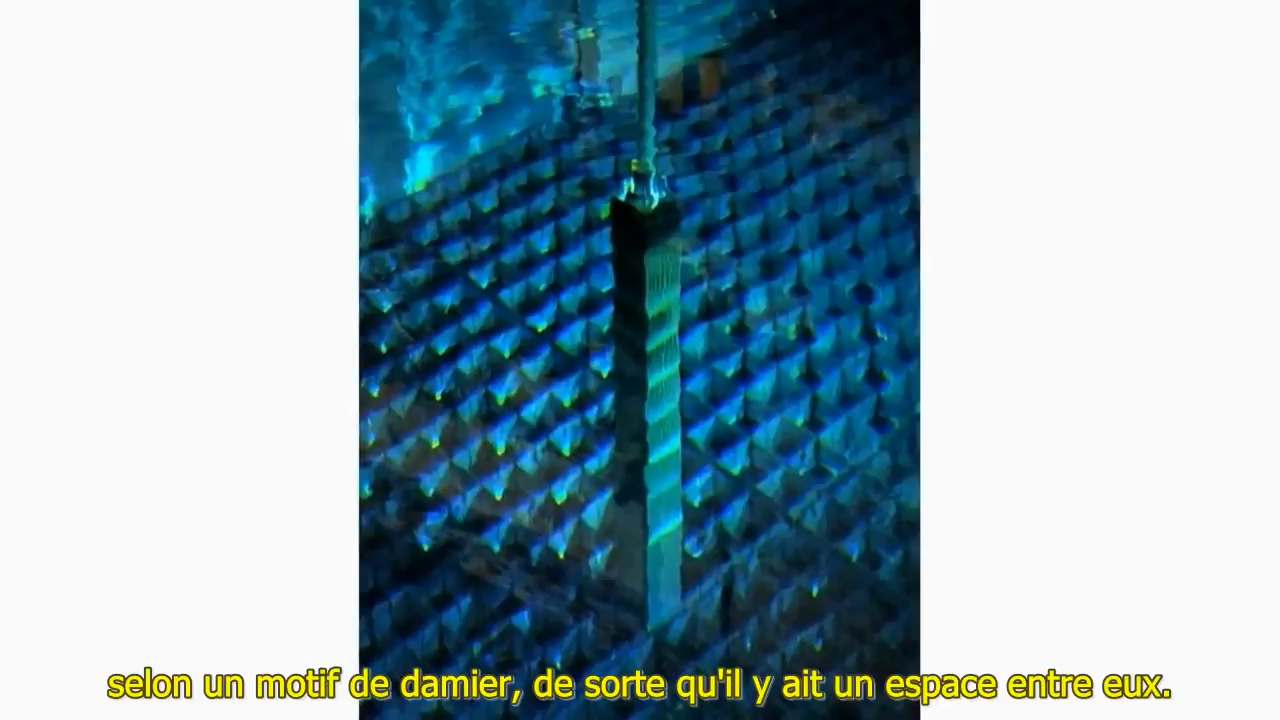 selon un motif de damier, de sorte qu'il y ait un espace entre eux.